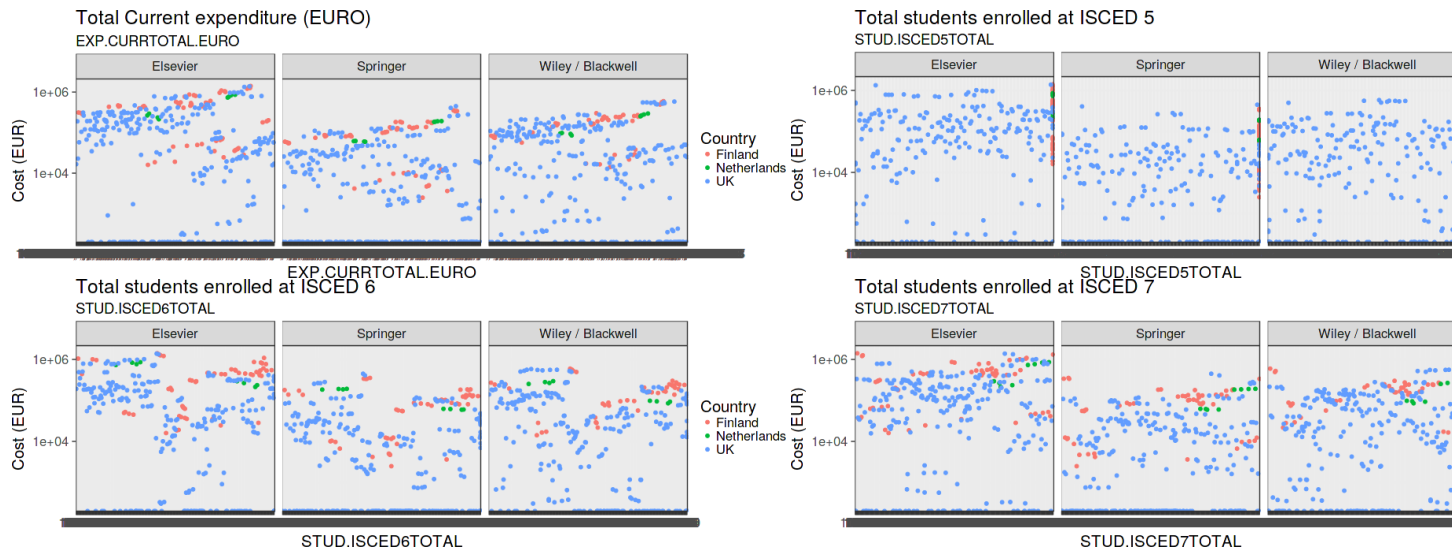 Total Current expenditure (EURO)
EXP.CURRTOTAL.EURO
Elsevier
Springer
Wiley / Blackwell
1e+06
1e+04
Cost (EUR)
EXP.CURRTOTAL.EURO
Country
Finland
Netherlands
UK
Total students enrolled at ISCED 5
STUD.ISCED5TOTAL
Elsevier
Springer
Wiley / Blackwell
1e+06
1e+04
Cost (EUR)
STUD.ISCED5TOTAL
Total students enrolled at ISCED 6
STUD.ISCED6TOTAL
Elsevier
Springer
Wiley / Blackwell
1e+06
1e+04
Cost (EUR)
STUD.ISCED6TOTAL
Country
Finland
Netherlands
UK
Total students enrolled at ISCED 7
STUD.ISCED7TOTAL
Elsevier
Springer
Wiley / Blackwell
1e+06
1e+04
Cost (EUR)
STUD.ISCED7TOTAL